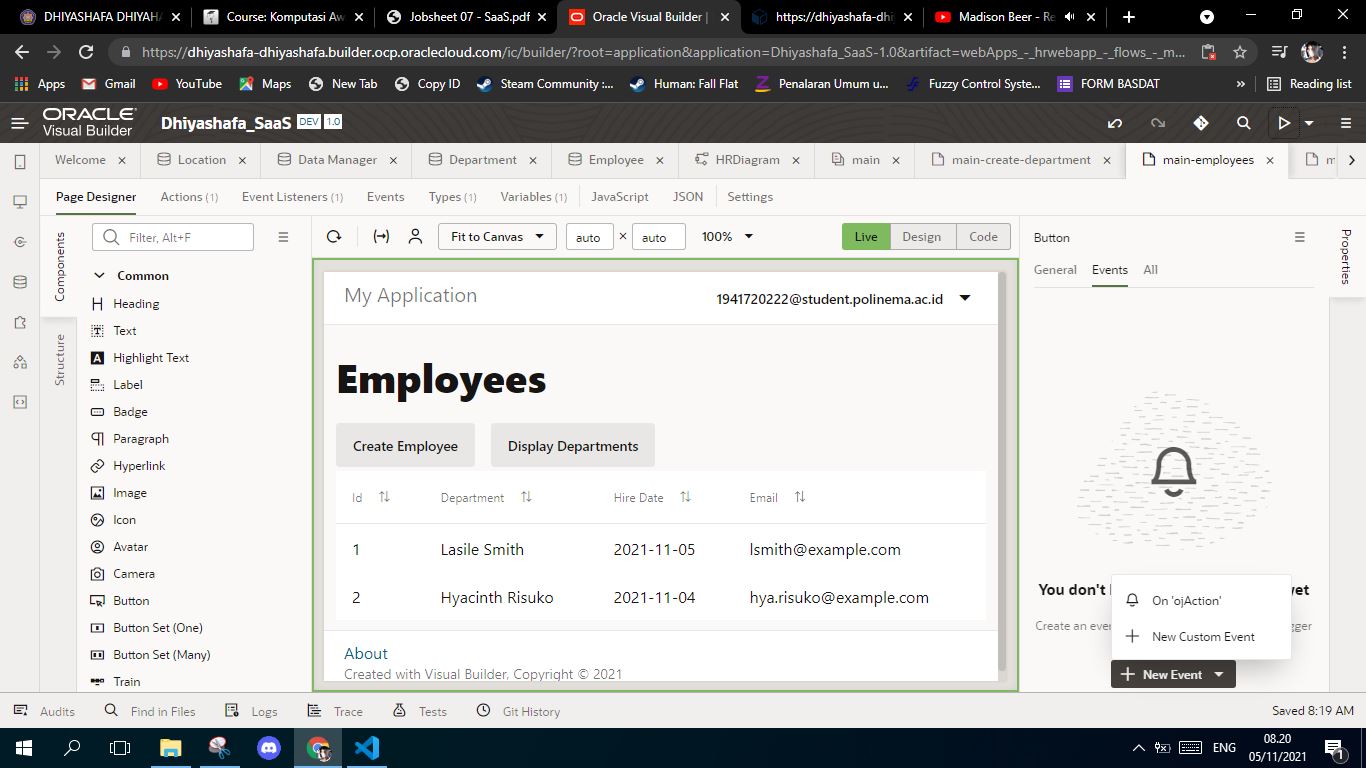 DHIYASHAFA DHIYAHA
Course: Komputasi Aw
Jobsheet 07 - SaaS.pdf
Oracle Visual Builder |
https://dhiyashafa-dhi
Madison Beer - Re
https://dhiyashafa-dhiyashafa.builder.ocp.oraclecloud.com/ic/builder/?root=application&application=Dhiyashafa_SaaS-1.0&artifact=webApps_-_hrwebapp_-_flows_-_m...
Apps
Gmail
YouTube
Maps
New Tab
Copy ID
Steam Community :...
Human: Fall Flat
Penalaran Umum u...
Fuzzy Control Syste...
FORM BASDAT
»
Reading list
ORACLE
Visual Builder
Dhiyashafa_SaaS DEV 1.0
Welcome
Location
Data Manager
Department
Employee
HRDiagram
main
main-create-department
main-employees
m
Page Designer
Actions (1)
Event Listeners (1)
Events
Types (1)
Variables (1)
JavaScript
JSON
Settings
Components
Structure
Filter, Alt+F
Common
Heading
Text
Highlight Text
Label
Badge
Paragraph
Hyperlink
Image
Icon
Avatar
Camera
Button
Button Set (One)
Button Set (Many)
Train
Fit to Canvas
auto × auto
100%
Live
Design
Code
My Application
1941720222@student.polinema.ac.id
Employees
Create Employee
Display Departments
Id Department Hire Date Email
1 Lasile Smith 2021-11-05 lsmith@example.com
2 Hyacinth Risuko 2021-11-04 hya.risuko@example.com
About
Created with Visual Builder, Copyright © 2021
Button
General
Events
All
Properties
You don't
yet
Create an eve
gger
On 'ojAction'
New Custom Event
New Event
Audits
Find in Files
Logs
Trace
Tests
Git History
Saved 8:19 AM
ENG
08.20
05/11/2021
1